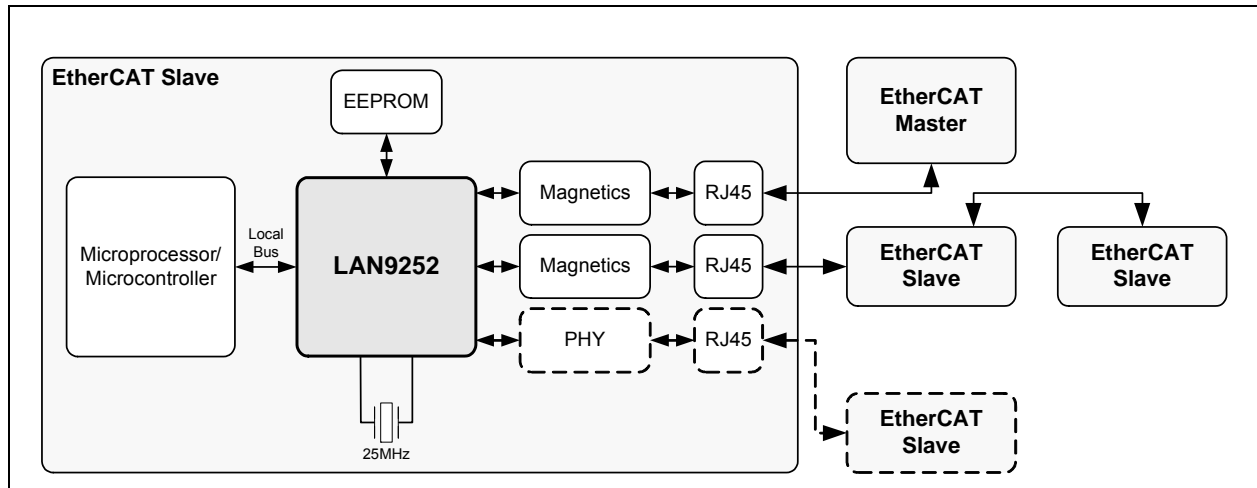 EtherCAT Slave
EEPROM
EtherCAT
Master
Magnetics
RJ45
Microprocessor/
Microcontroller
Local
Bus
LAN9252
Magnetics
RJ45
EtherCAT
Slave
EtherCAT
Slave
PHY
RJ45
EtherCAT
Slave
25MHz